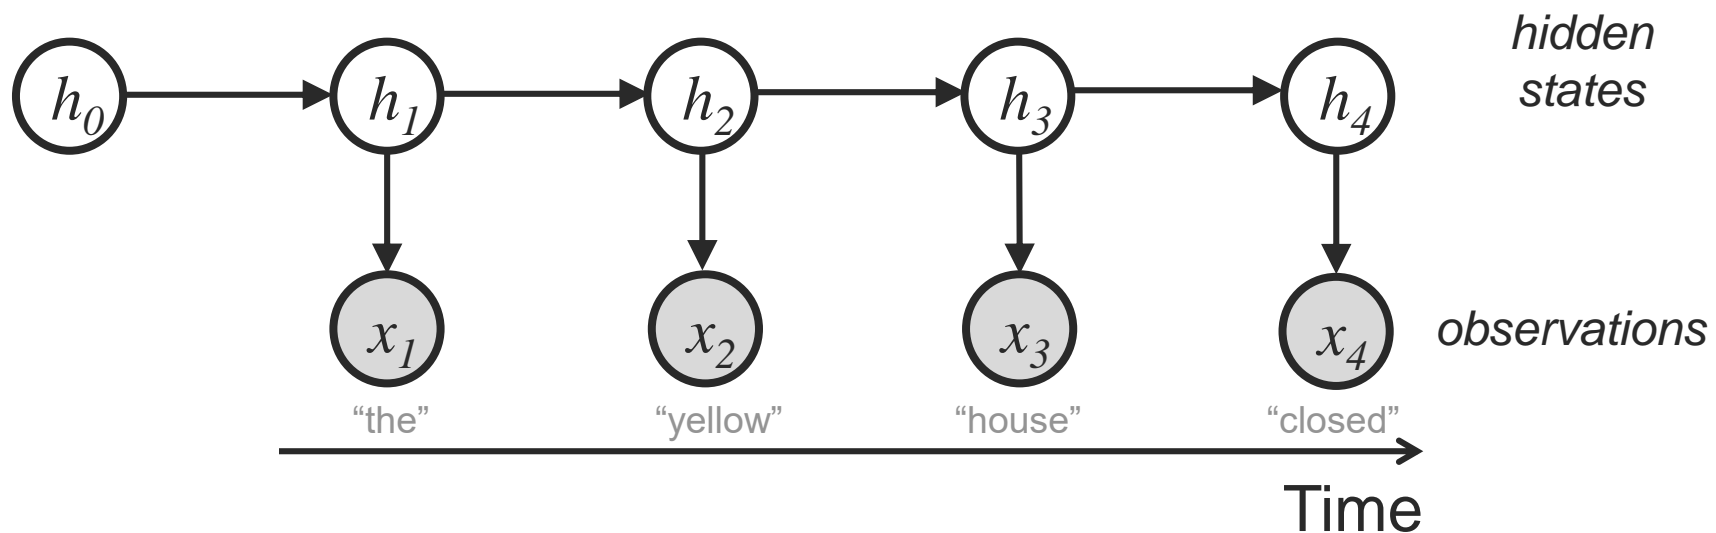 hidden
states
h0 h1 h2 h3 h4
x1 x2 x3 x4
observations
“the” “yellow” “house” “closed”
Time